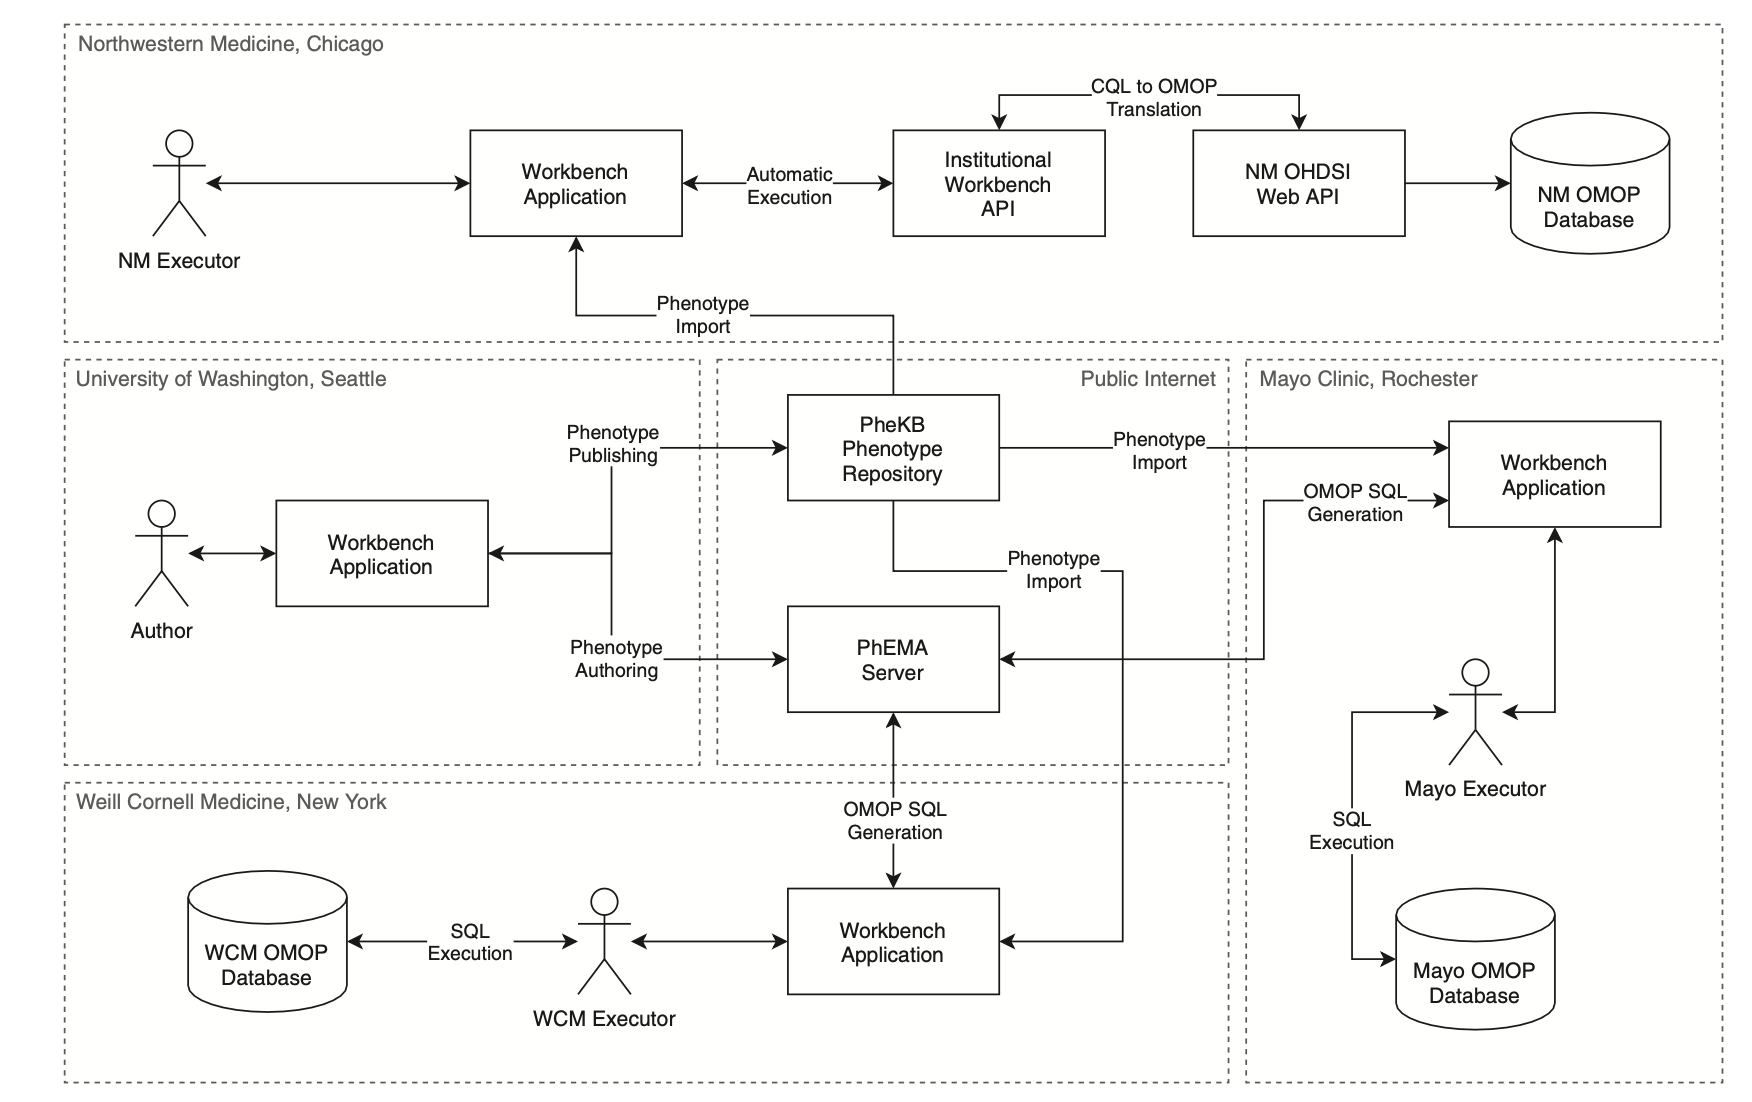 Northwestern Medicine, Chicago
CQL to OMOP
Translation
Workbench
Application
Automatic
Execution
Institutional
Workbench
API
NM OHDSI
Web API
NM OMOP
Database
NM Executor
Phenotype
Import
University of Washington, Seattle
Public Internet
Mayo Clinic, Rochester
Phenotype
Publishing
PheKB
Phenotype
Repository
Phenotype
Import
Workbench
Application
OMOP SQL
Generation
Workbench
Application
Author
Phenotype
Import
Phenotype
Authoring
PhEMA
Server
Mayo Executor
Weill Cornell Medicine, New York
OMOP SQL
Generation
SQL
Execution
WCM OMOP
Database
SQL
Execution
WCM Executor
Workbench
Application
Mayo OMOP
Database